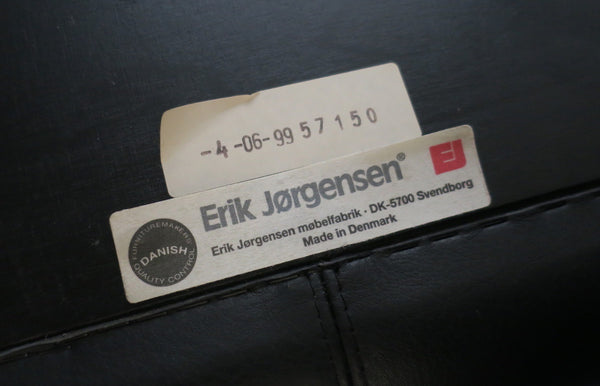 -4-06-99 57150
Erik Jørgensen®
Erik Jørgensen møbelfabrik · DK-5700 Svendborg
Made in Denmark
FURNITUREMAKERS
DANISH
QUALITY CONTROL